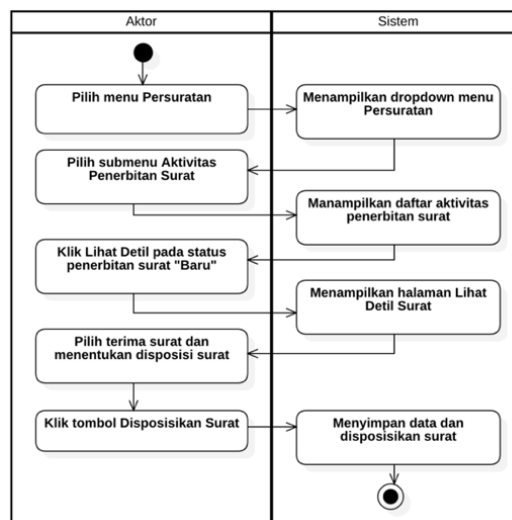 Aktor
Sistem
Pilih menu Persuratan
Menampilkan dropdown menu
Persuratan
Pilih submenu Aktivitas
Penerbitan Surat
Manampilkan daftar aktivitas
penerbitan surat
Klik Lihat Detil pada status
penerbitan surat "Baru"
Menampilkan halaman Lihat
Detil Surat
Pilih terima surat dan
menentukan disposisi surat
Klik tombol Disposisikan Surat
Menyimpan data dan
disposisikan surat